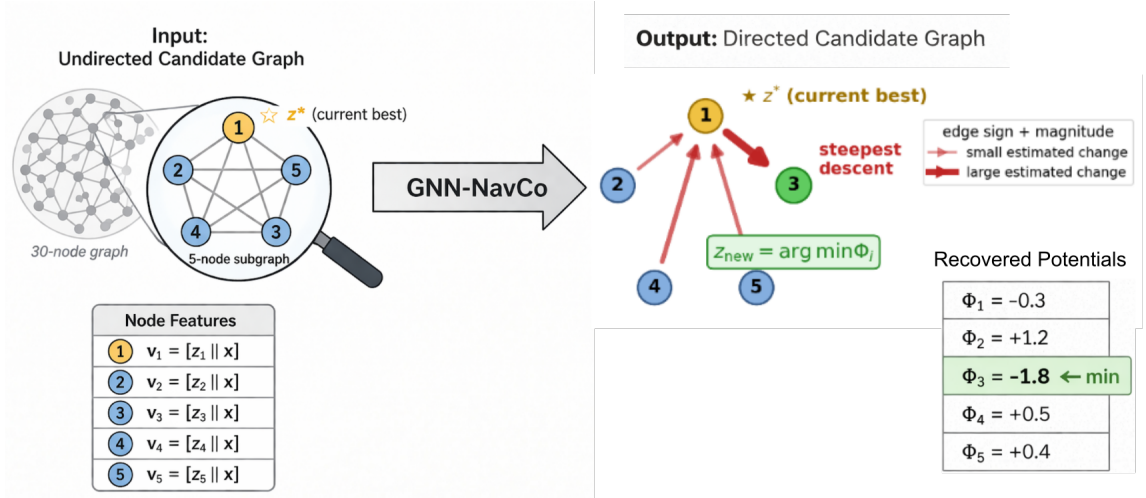 Input:
Undirected Candidate Graph
☆ z* (current best)
1
2
5
4
3
5-node subgraph
30-node graph
Node Features
1 v₁ = [z₁ || x]
2 v₂ = [z₂ || x]
3 v₃ = [z₃ || x]
4 v₄ = [z₄ || x]
5 v₅ = [z₅ || x]
GNN-NavCo
Output: Directed Candidate Graph
★ z* (current best)
1
2
3
steepest
descent
z_new = arg minΦᵢ
4
5
edge sign + magnitude
small estimated change
large estimated change
Recovered Potentials
Φ₁ = -0.3
Φ₂ = +1.2
Φ₃ = -1.8 ← min
Φ₄ = +0.5
Φ₅ = +0.4